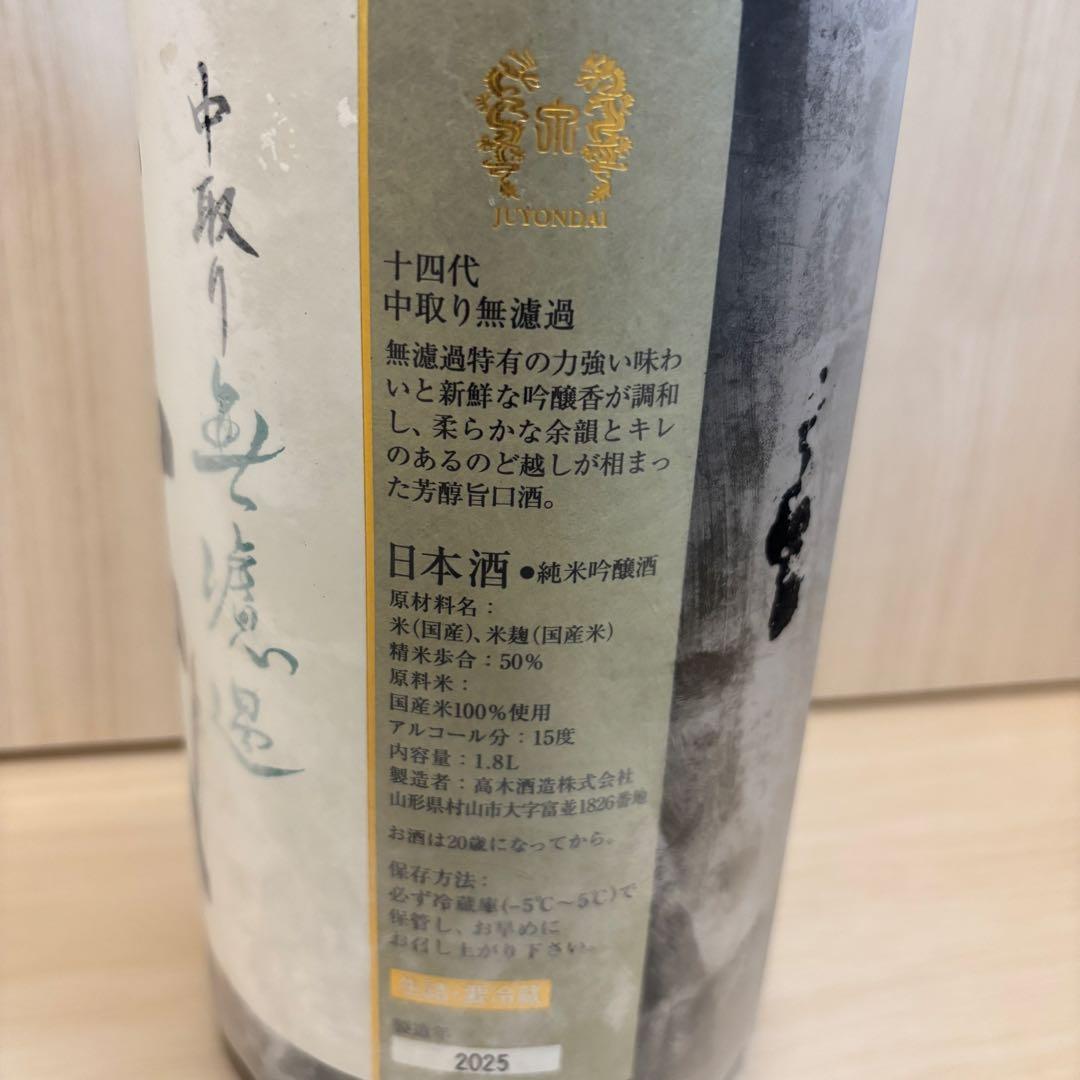 中取り無濾過
JUYONDAI
十四代
中取り無濾過
無濾過特有の力強い味わ
いと新鮮な吟醸香が調和
し、柔らかな余韻とキレ
のあるのど越しが相まっ
た芳醇旨口酒。
日本酒 ●純米吟醸酒
原材料名：
米(国産)、米麹(国産米)
精米歩合：50%
原料米：
国産米100%使用
アルコール分：15度
内容量：1.8L
製造者：高木酒造株式会社
山形県村山市大字富並1826番地
お酒は20歳になってから。
保存方法：
必ず冷蔵庫(-5℃～5℃)で
保管し、お早めに
お召し上がり下さい。
生詰・要冷蔵
製造年
2025